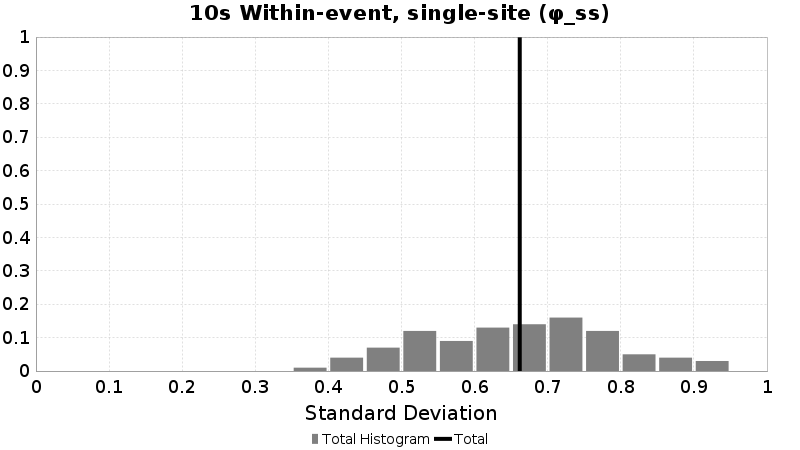 10s Within-event, single-site (φ_ss)
1
0.9
0.8
0.7
0.6
0.5
0.4
0.3
0.2
0.1
0
0 0.1 0.2 0.3 0.4 0.5 0.6 0.7 0.8 0.9 1
Standard Deviation
Total Histogram Total